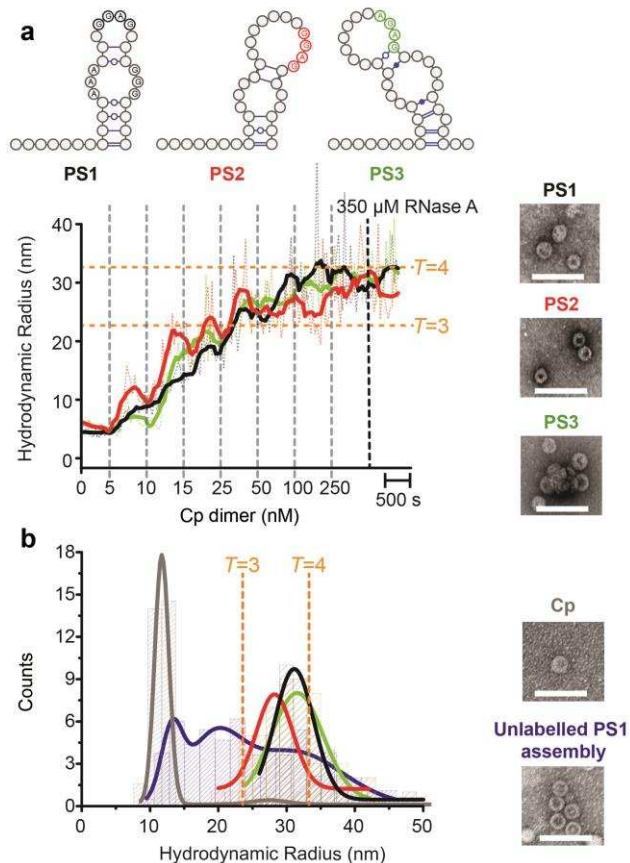 a
G G A G
A A A
G G G
G G A G
A G A G
PS1 PS2 PS3
350 µM RNase A
40
30
20
10
0
Hydrodynamic Radius (nm)
T=4
T=3
0 5 10 15 25 50 100 250
500 s
Cp dimer (nM)
PS1
PS2
PS3
b
18
15
12
9
6
3
0
Counts
T=3 T=4
0 10 20 30 40 50
Hydrodynamic Radius (nm)
Cp
Unlabelled PS1
assembly